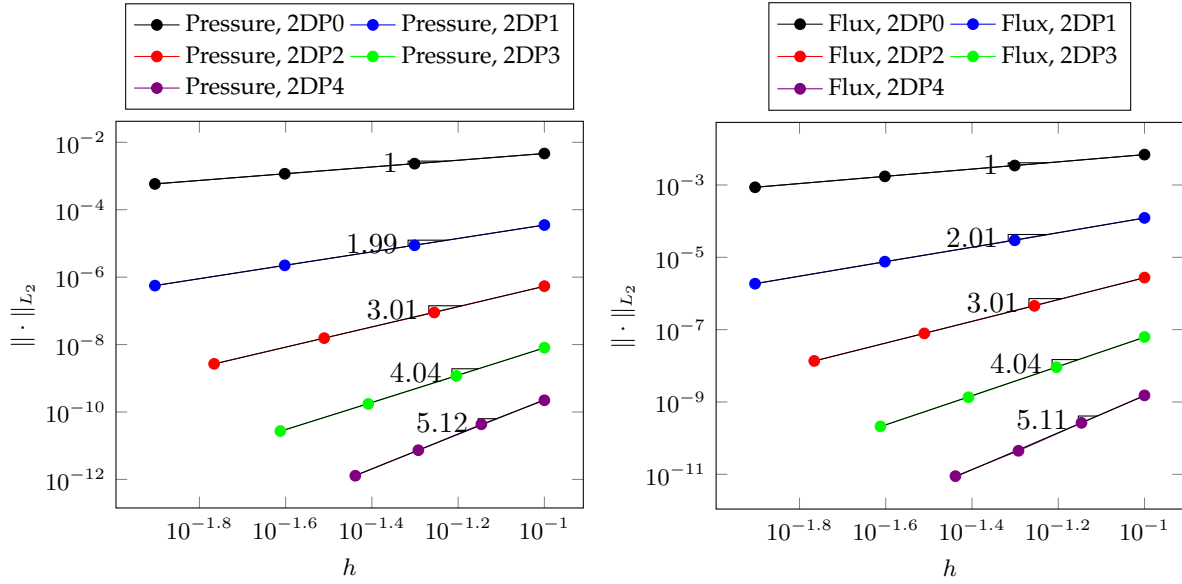 Pressure, 2DP0 Pressure, 2DP1
Pressure, 2DP2 Pressure, 2DP3
Pressure, 2DP4
10^-2
10^-4
10^-6
10^-8
10^-10
10^-12
‖ · ‖_L2
1
1.99
3.01
4.04
5.12
10^-1.8 10^-1.6 10^-1.4 10^-1.2 10^-1
h
Flux, 2DP0 Flux, 2DP1
Flux, 2DP2 Flux, 2DP3
Flux, 2DP4
10^-3
10^-5
10^-7
10^-9
10^-11
‖ · ‖_L2
1
2.01
3.01
4.04
5.11
10^-1.8 10^-1.6 10^-1.4 10^-1.2 10^-1
h